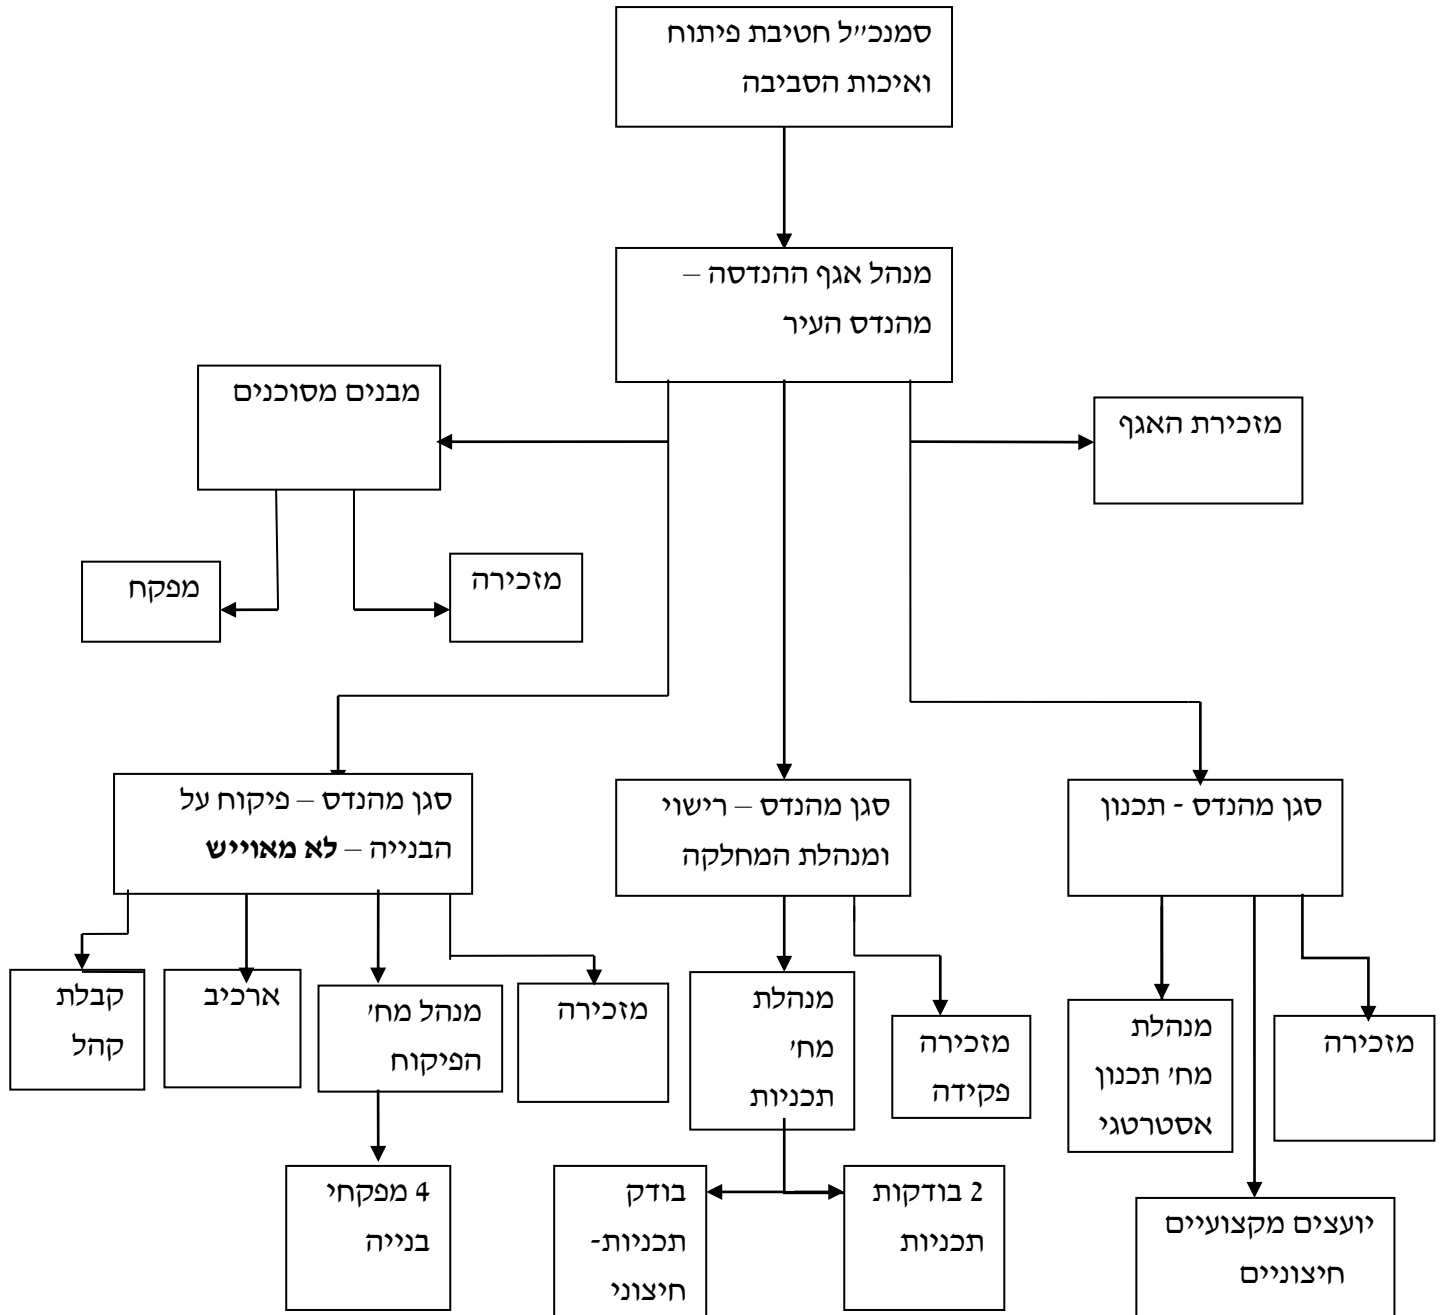 סמנכ״ל חטיבת פיתוח
ואיכות הסביבה
מנהל אגף ההנדסה –
מהנדס העיר
מזכירת האגף
מבנים מסוכנים
מזכירה
מפקח
סגן מהנדס - תכנון
סגן מהנדס – רישוי
ומנהלת המחלקה
סגן מהנדס – פיקוח על
הבנייה – לא מאוייש
מזכירה
מנהלת
מח׳ תכנון
אסטרטגי
יועצים מקצועיים
חיצוניים
מזכירה
פקידה
מנהלת
מח׳
תכניות
2 בודקות
תכניות
בודק
תכניות-
חיצוני
מזכירה
מנהל מח׳
הפיקוח
4 מפקחי
בנייה
ארכיב
קבלת
קהל